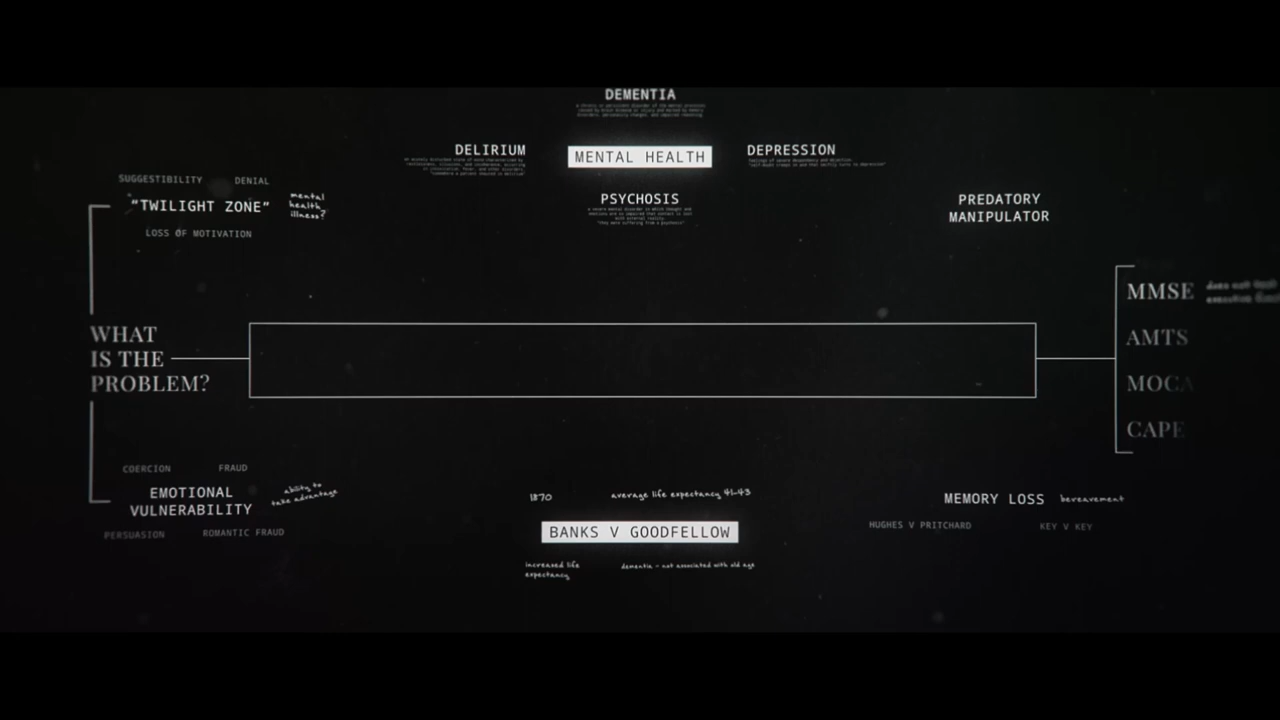 DEMENTIA
DELIRIUM
MENTAL HEALTH
DEPRESSION
PSYCHOSIS
SUGGESTIBILITY
DENIAL
"TWILIGHT ZONE"
mental
health
illness?
LOSS OF MOTIVATION
PREDATORY
MANIPULATOR
WHAT
IS THE
PROBLEM?
MMSE
does not
AMTS
MOCA
CAPE
COERCION
FRAUD
EMOTIONAL
VULNERABILITY
ability to
take advantage
PERSUASION
ROMANTIC FRAUD
1870
average life expectancy 41-43
BANKS V GOODFELLOW
increased life
expectancy
dementia - not associated with old age
MEMORY LOSS
bereavement
HUGHES V PRITCHARD
KEY V KEY